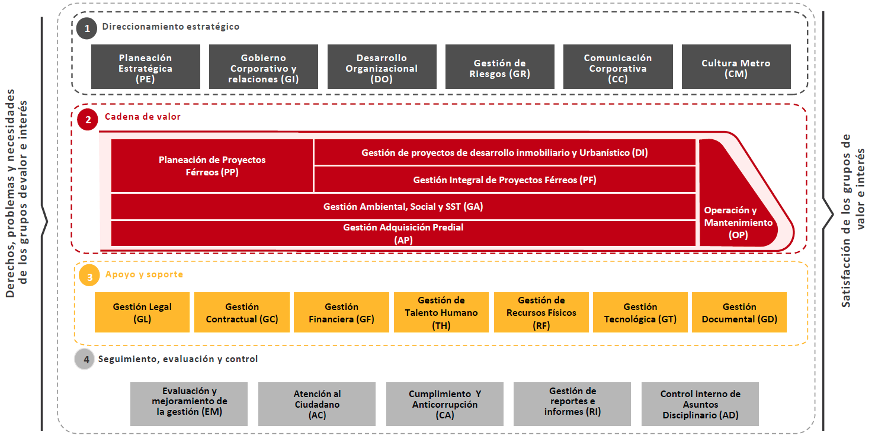 Derechos, problemas y necesidades
de los grupos devalor e interés
1 Direccionamiento estratégico
Planeación
Estratégica
(PE)
Gobierno
Corporativo y
relaciones (GI)
Desarrollo
Organizacional
(DO)
Gestión de
Riesgos (GR)
Comunicación
Corporativa
(CC)
Cultura Metro
(CM)
2 Cadena de valor
Planeación de Proyectos
Férreos (PP)
Gestión de proyectos de desarrollo inmobiliario y Urbanístico (DI)
Gestión Integral de Proyectos Férreos (PF)
Gestión Ambiental, Social y SST (GA)
Gestión Adquisición Predial
(AP)
Operación y
Mantenimiento
(OP)
3 Apoyo y soporte
Gestión Legal
(GL)
Gestión
Contractual (GC)
Gestión
Financiera (GF)
Gestión de
Talento Humano
(TH)
Gestión de
Recursos Físicos
(RF)
Gestión
Tecnológica (GT)
Gestión
Documental (GD)
4 Seguimiento, evaluación y control
Evaluación y
mejoramiento de
la gestión (EM)
Atención al
Ciudadano
(AC)
Cumplimiento Y
Anticorrupción
(CA)
Gestión de
reportes e
informes (RI)
Control interno de
Asuntos
Disciplinario (AD)
Satisfacción de los grupos de
valor e interés